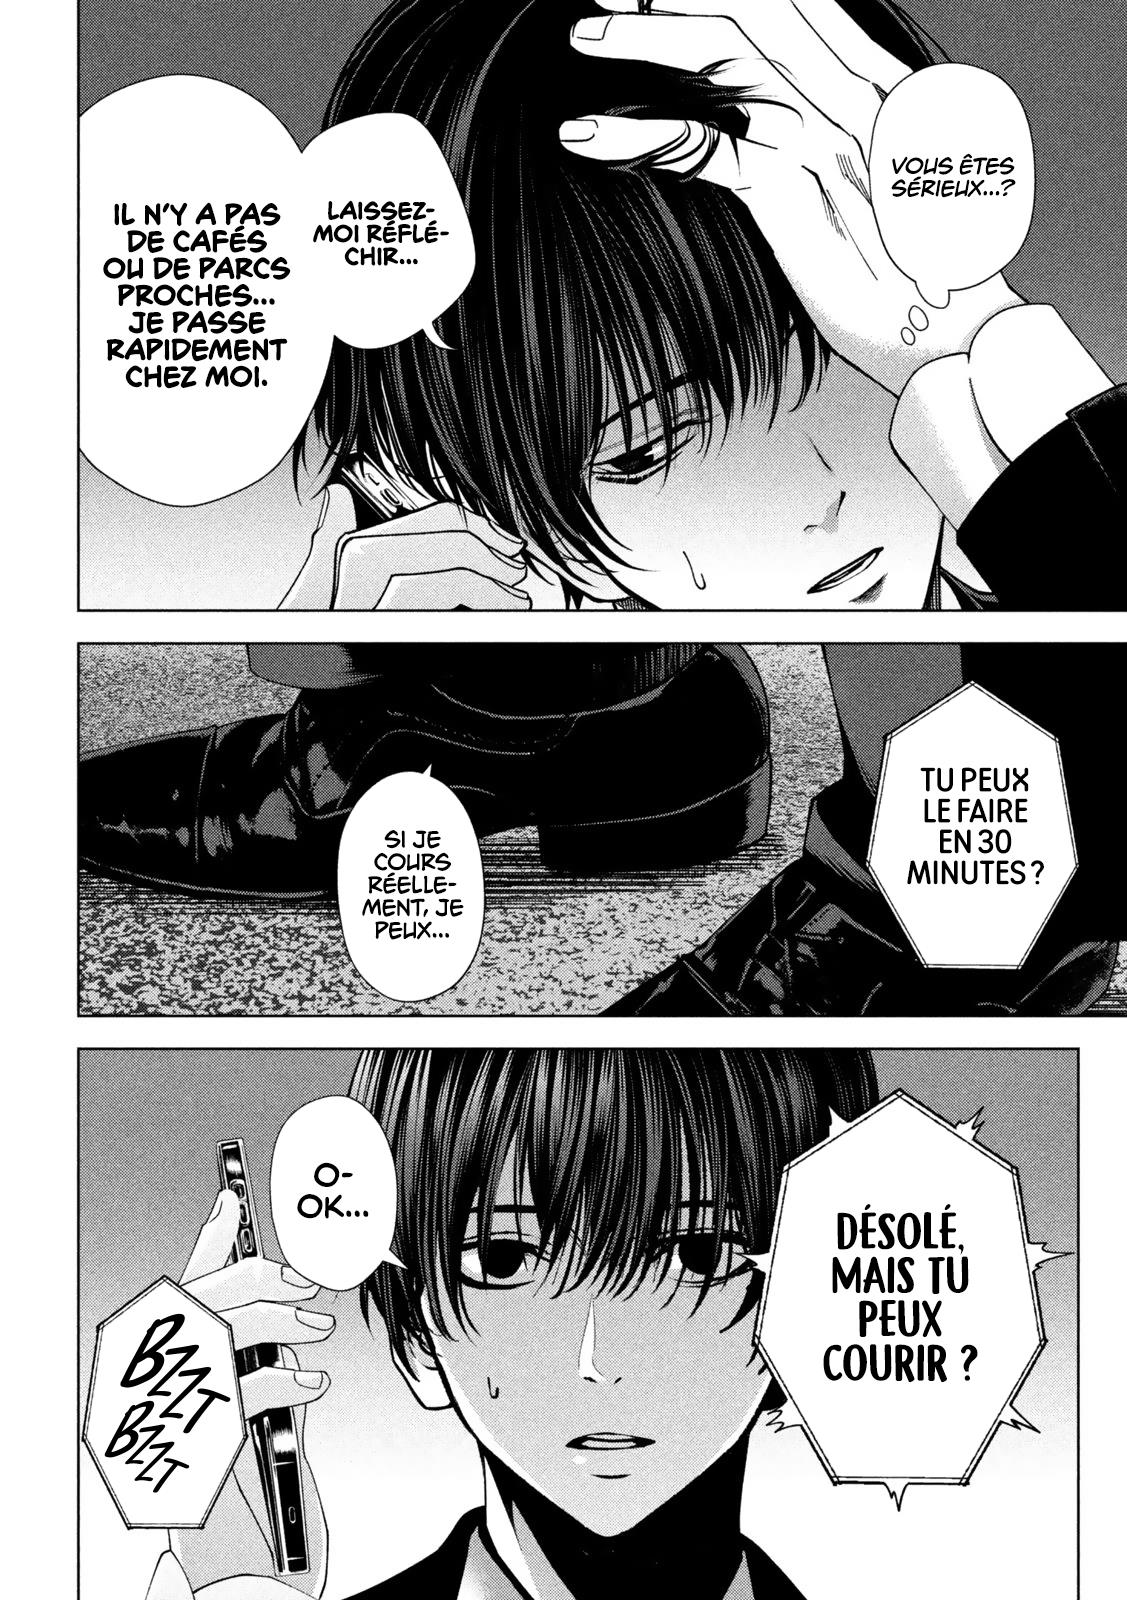 VOUS ÊTES
SÉRIEUX...?
LAISSEZ-
MOI RÉFLÉ-
CHIR...
IL N'Y A PAS
DE CAFÉS
OU DE PARCS
PROCHES...
JE PASSE
RAPIDEMENT
CHEZ MOI.
TU PEUX
LE FAIRE
EN 30
MINUTES ?
SI JE
COURS
RÉELLE-
MENT, JE
PEUX...
DÉSOLÉ,
MAIS TU
PEUX
COURIR ?
O-
OK...
BZZT
BZZT